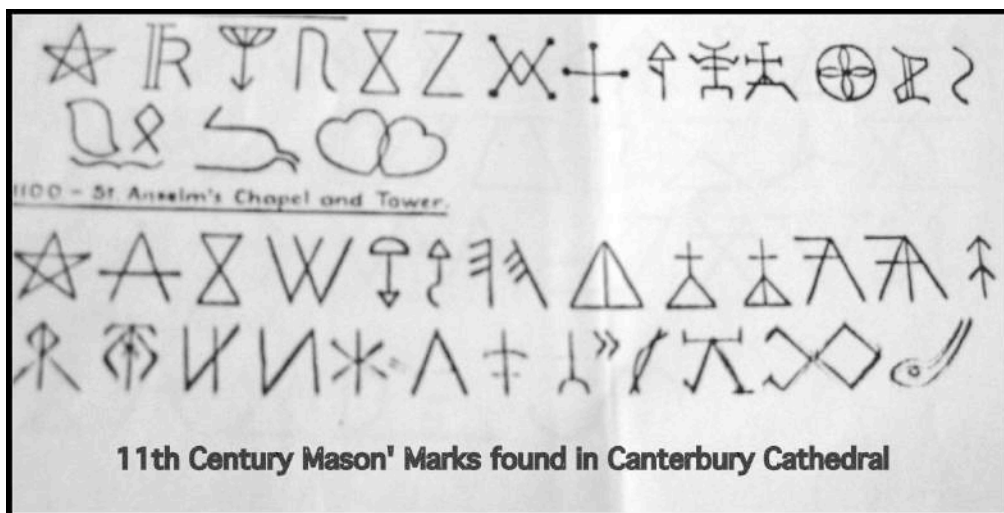 1100 - St. Anselm's Chapel and Tower.
11th Century Mason' Marks found in Canterbury Cathedral